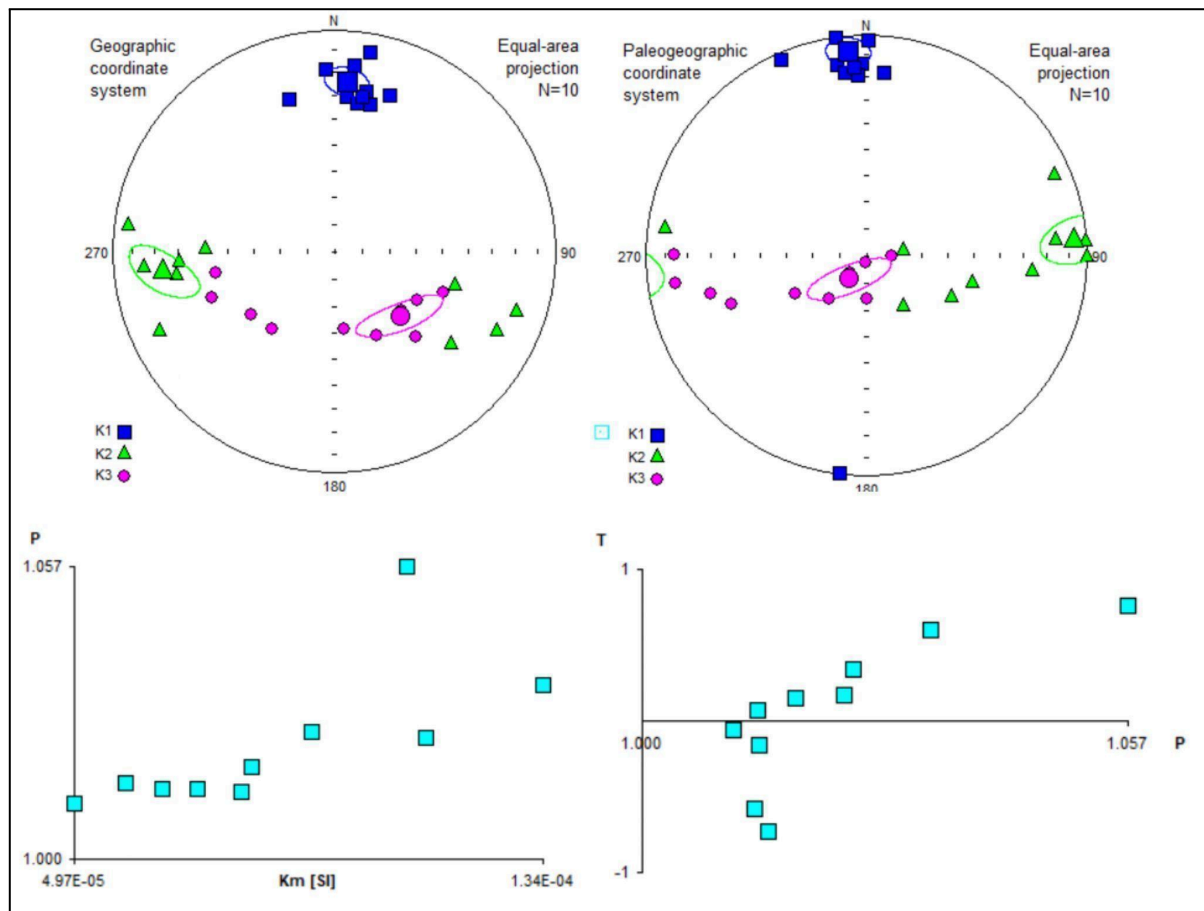 Geographic
coordinate
system
N
Equal-area
projection
N=10
270
90
180
K1
K2
K3
Paleogeographic
coordinate
system
N
Equal-area
projection
N=10
270
90
180
K1
K2
K3
P
1.057
1.000
4.97E-05
Km [SI]
1.34E-04
T
1
1.000
1.057
P
-1